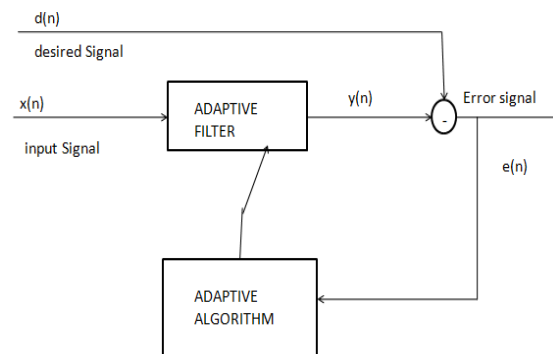 d(n)
desired Signal
x(n)
ADAPTIVE
FILTER
y(n)
-
Error signal
input Signal
e(n)
ADAPTIVE
ALGORITHM